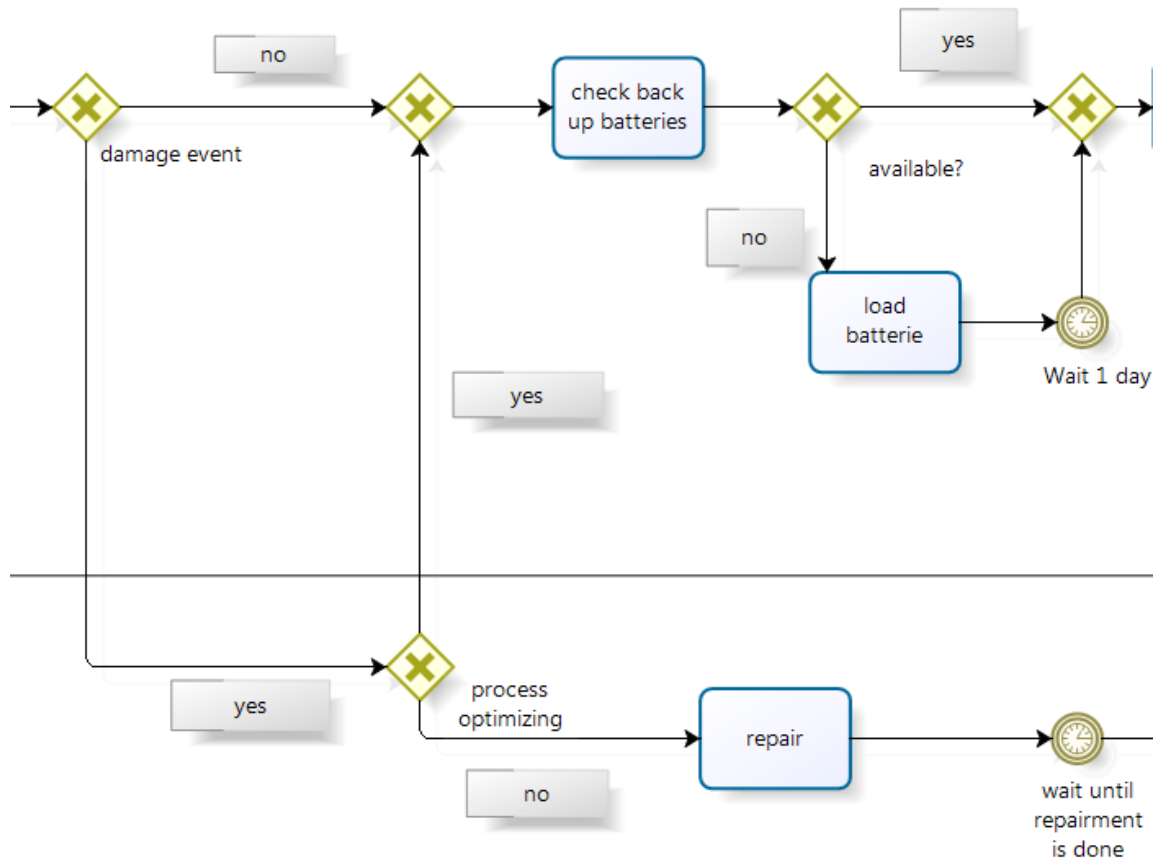 no
yes
check back
up batteries
damage event
available?
no
load
batterie
Wait 1 day
yes
process
optimizing
yes
repair
no
wait until
repairment
is done